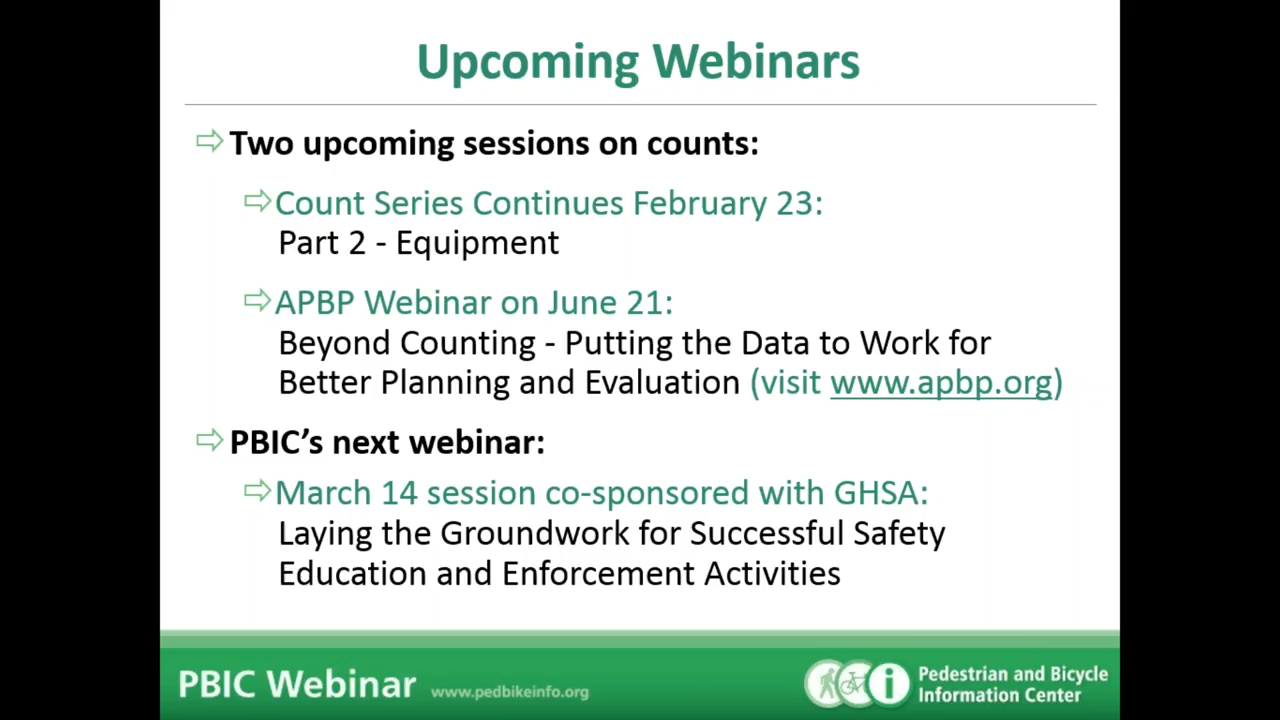 Upcoming Webinars
Two upcoming sessions on counts:
Count Series Continues February 23:
Part 2 - Equipment
APBP Webinar on June 21:
Beyond Counting - Putting the Data to Work for
Better Planning and Evaluation (visit www.apbp.org)
PBIC’s next webinar:
March 14 session co-sponsored with GHSA:
Laying the Groundwork for Successful Safety
Education and Enforcement Activities
PBIC Webinar www.pedbikeinfo.org
i
Pedestrian and Bicycle
Information Center